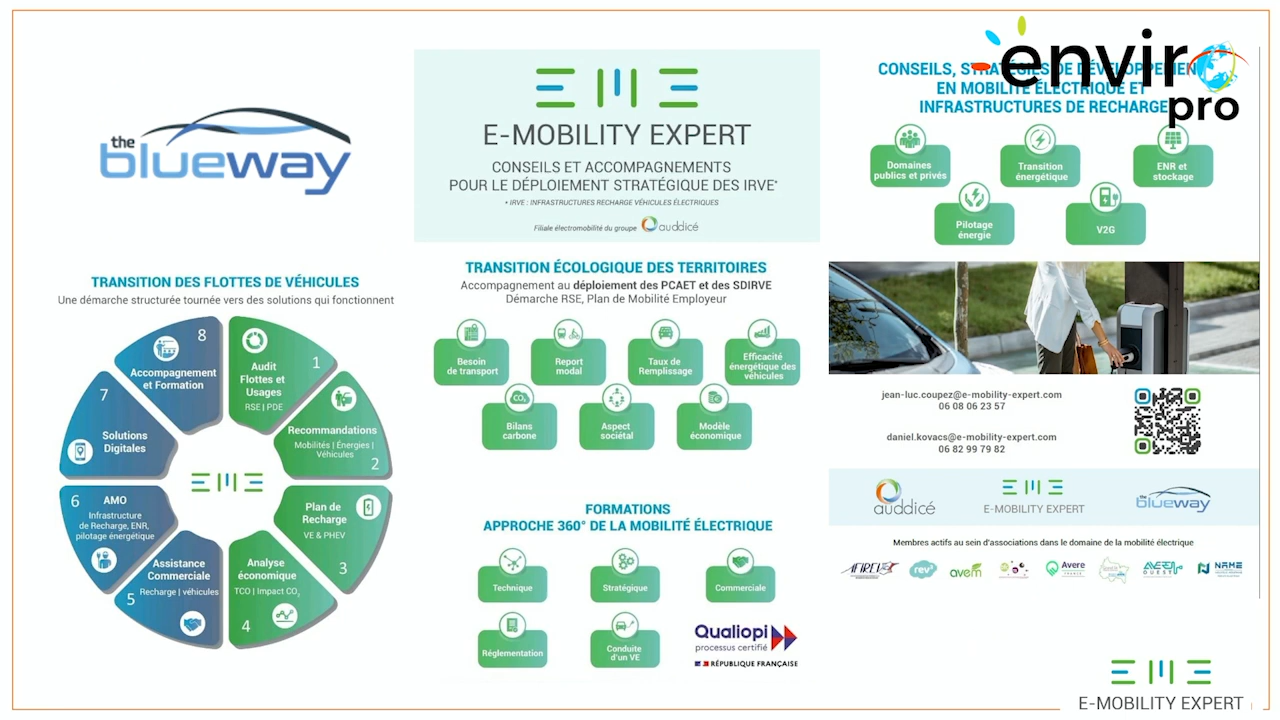 the
blueway
TRANSITION DES FLOTTES DE VÉHICULES
Une démarche structurée tournée vers des solutions qui fonctionnent
1
Audit
Flottes et
Usages
RSE | PDE
Recommandations
Mobilités | Énergies |
Véhicules
2
Plan de
Recharge
VE & PHEV
3
Analyse
économique
TCO | Impact CO₂
4
Assistance
Commerciale
Recharge | véhicules
5
6
AMO
Infrastructure
de Recharge, ENR,
pilotage énergétique
7
Solutions
Digitales
8
Accompagnement
et Formation
E-MOBILITY EXPERT
CONSEILS ET ACCOMPAGNEMENTS
POUR LE DÉPLOIEMENT STRATÉGIQUE DES IRVE*
* IRVE : INFRASTRUCTURES RECHARGE VÉHICULES ÉLECTRIQUES
Filiale électromobilité du groupe auddicé
TRANSITION ÉCOLOGIQUE DES TERRITOIRES
Accompagnement au déploiement des PCAET et des SDIRVE
Démarche RSE, Plan de Mobilité Employeur
Besoin
de transport
Report
modal
Taux de
Remplissage
Efficacité
énergétique des
véhicules
CO₂
Bilans
carbone
Aspect
sociétal
Modèle
économique
FORMATIONS
APPROCHE 360° DE LA MOBILITÉ ÉLECTRIQUE
Technique
Stratégique
Commerciale
Réglementation
Conduite
d'un VE
Qualiopi
processus certifié
RÉPUBLIQUE FRANÇAISE
enviro
pro
CONSEILS, STRATÉGIES DE DÉVELOPPEMENT
EN MOBILITÉ ÉLECTRIQUE ET
INFRASTRUCTURES DE RECHARGE
Domaines
publics et privés
Transition
énergétique
ENR et
stockage
Pilotage
énergie
V2G
jean-luc.coupez@e-mobility-expert.com
06 08 06 23 57
daniel.kovacs@e-mobility-expert.com
06 82 99 79 82
auddicé
E-MOBILITY EXPERT
the
blueway
Membres actifs au sein d'associations dans le domaine de la mobilité électrique
AFIREV
rev3
avem
Avere
FRANCE
AVERE
OUEST
NAME
E-MOBILITY EXPERT